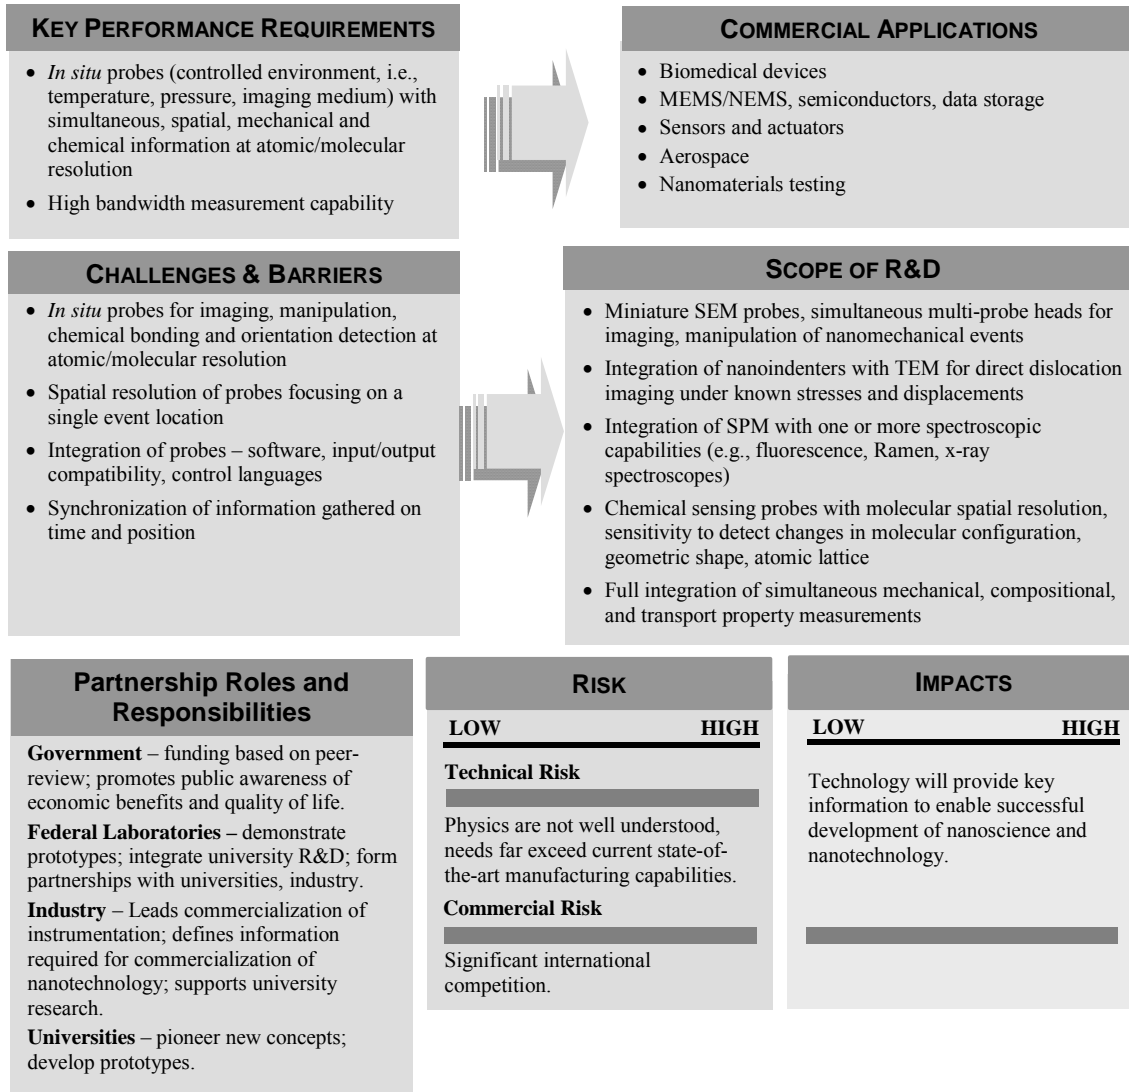 KEY PERFORMANCE REQUIREMENTS
• In situ probes (controlled environment, i.e.,
temperature, pressure, imaging medium) with
simultaneous, spatial, mechanical and
chemical information at atomic/molecular
resolution
• High bandwidth measurement capability
COMMERCIAL APPLICATIONS
• Biomedical devices
• MEMS/NEMS, semiconductors, data storage
• Sensors and actuators
• Aerospace
• Nanomaterials testing
CHALLENGES & BARRIERS
• In situ probes for imaging, manipulation,
chemical bonding and orientation detection at
atomic/molecular resolution
• Spatial resolution of probes focusing on a
single event location
• Integration of probes – software, input/output
compatibility, control languages
• Synchronization of information gathered on
time and position
SCOPE OF R&D
• Miniature SEM probes, simultaneous multi-probe heads for
imaging, manipulation of nanomechanical events
• Integration of nanoindenters with TEM for direct dislocation
imaging under known stresses and displacements
• Integration of SPM with one or more spectroscopic
capabilities (e.g., fluorescence, Ramen, x-ray
spectroscopes)
• Chemical sensing probes with molecular spatial resolution,
sensitivity to detect changes in molecular configuration,
geometric shape, atomic lattice
• Full integration of simultaneous mechanical, compositional,
and transport property measurements
Partnership Roles and
Responsibilities
Government – funding based on peer-
review; promotes public awareness of
economic benefits and quality of life.
Federal Laboratories – demonstrate
prototypes; integrate university R&D; form
partnerships with universities, industry.
Industry – Leads commercialization of
instrumentation; defines information
required for commercialization of
nanotechnology; supports university
research.
Universities – pioneer new concepts;
develop prototypes.
RISK
LOW HIGH
Technical Risk
Physics are not well understood,
needs far exceed current state-of-
the-art manufacturing capabilities.
Commercial Risk
Significant international
competition.
IMPACTS
LOW HIGH
Technology will provide key
information to enable successful
development of nanoscience and
nanotechnology.